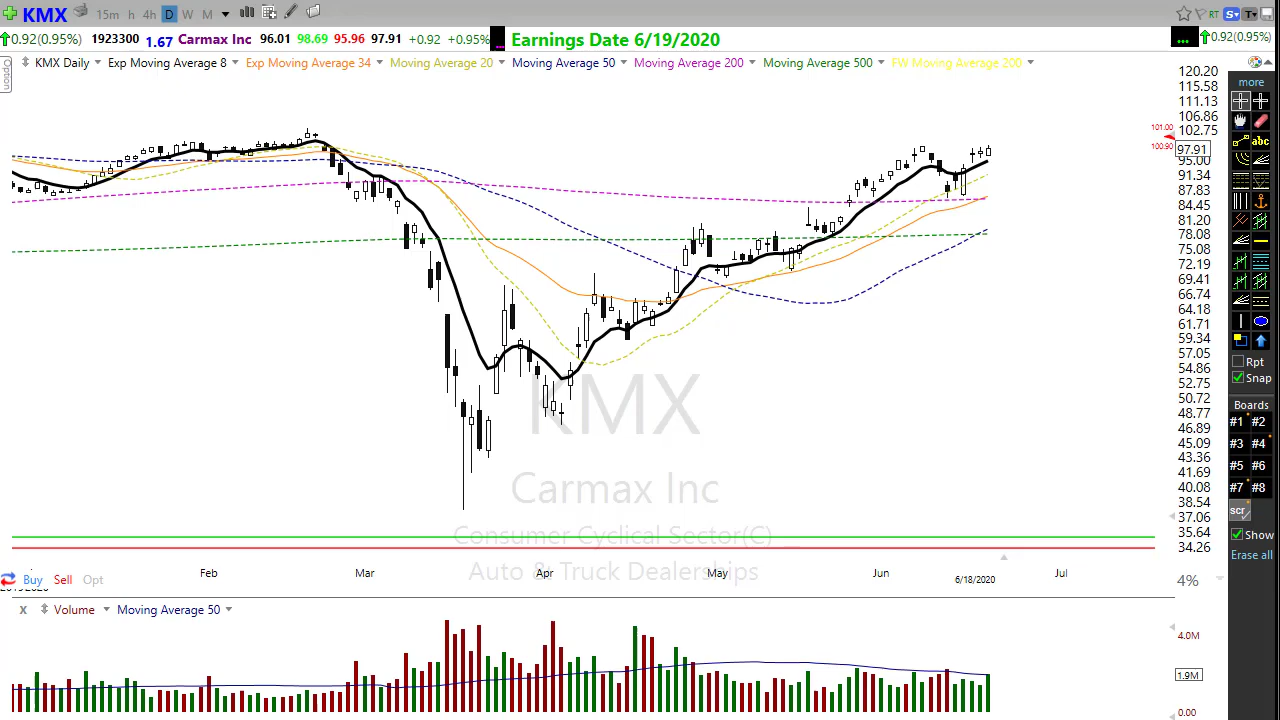 KMX 15m h 4h D W M RT S T 0.92(0.95%)
0.92(0.95%) 1923300 1.67 Carmax Inc 96.01 98.69 95.96 97.91 +0.92 +0.95% ... Earnings Date 6/19/2020 ...
Option
KMX Daily Exp Moving Average 8 Exp Moving Average 34 Moving Average 20 Moving Average 50 Moving Average 200 Moving Average 500 FW Moving Average 200
120.20
115.58
111.13
106.86
102.75
101.00
100.90
97.91
95.00
91.34
87.83
84.45
81.20
78.08
75.08
72.19
69.41
66.74
64.18
61.71
59.34
57.05
54.86
52.75
50.72
48.77
46.89
45.09
43.36
41.69
40.08
38.54
37.06
35.64
34.26
more
abc
Rpt
Snap
Boards
#1 #2
#3 #4
#5 #6
#7 #8
scr
Show
Erase all
KMX
Carmax Inc
Consumer Cyclical Sector(C)
Auto & Truck Dealerships
Feb Mar Apr May Jun 6/18/2020 Jul
Buy Sell Opt 4%
x Volume Moving Average 50
4.0M
1.9M
0.00